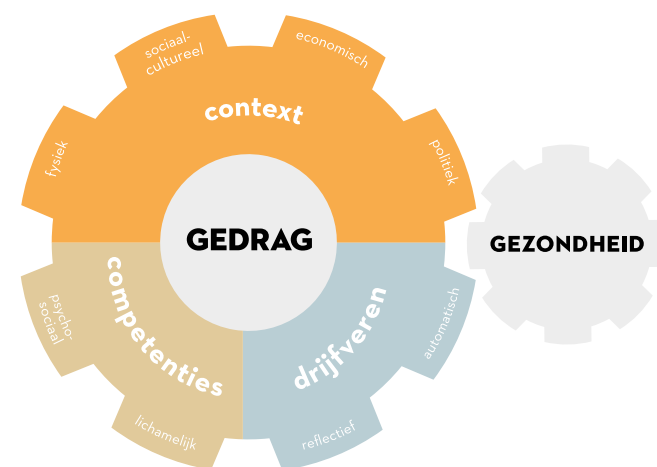 sociaal-
cultureel
economisch
context
fysiek
politiek
GEDRAG
GEZONDHEID
competenties
drijfveren
psycho-
sociaal
automatisch
lichamelijk
reflectief